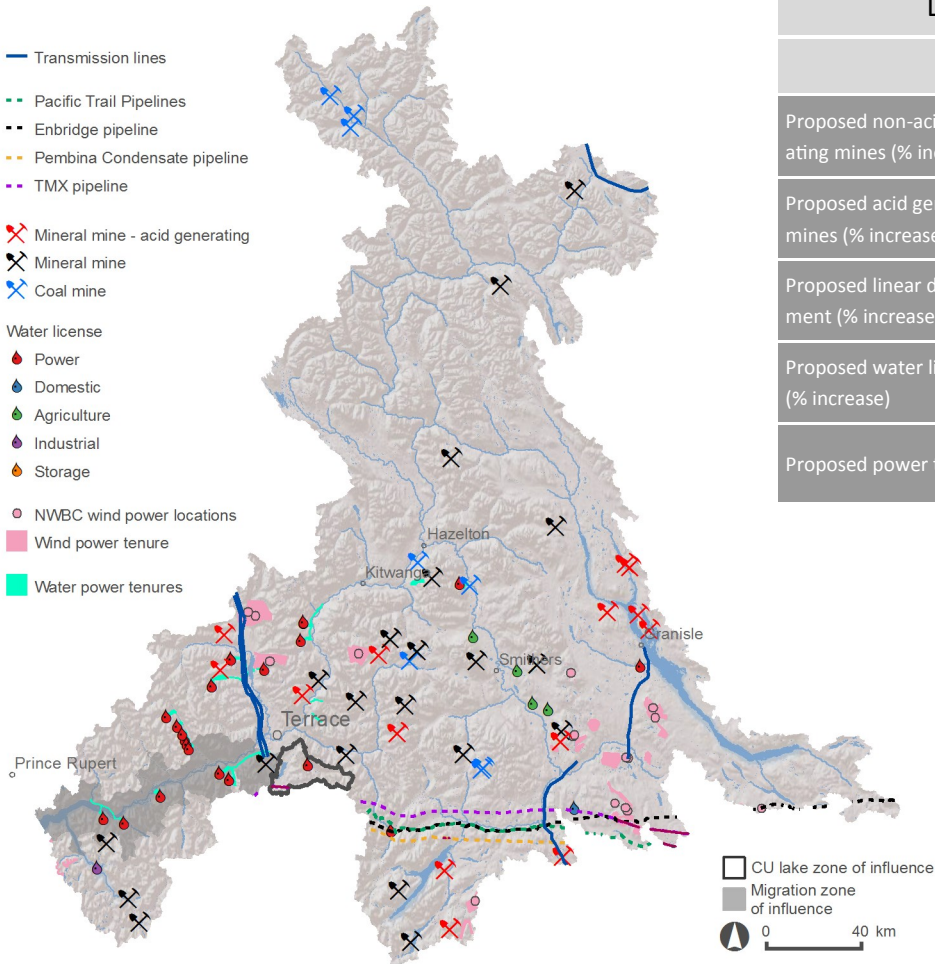 Transmission lines
Pacific Trail Pipelines
Enbridge pipeline
Pembina Condensate pipeline
TMX pipeline
Mineral mine - acid generating
Mineral mine
Coal mine
Water license
Power
Domestic
Agriculture
Industrial
Storage
NWBC wind power locations
Wind power tenure
Water power tenures
Hazelton
Kitwanga
Granisle
Smithers
Terrace
Prince Rupert
CU lake zone of influence
Migration zone
of influence
0 40 km
Proposed non-aci
ating mines (% in
Proposed acid ge
mines (% increase
Proposed linear d
ment (% increase
Proposed water li
(% increase)
Proposed power t